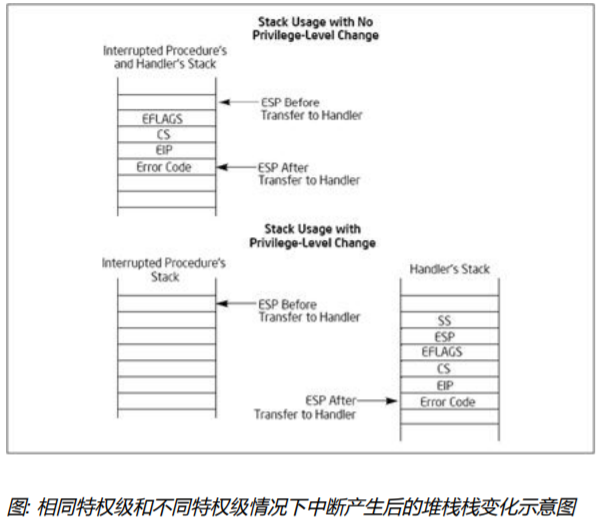 Stack Usage with No
Privilege-Level Change
Interrupted Procedure's
and Handler's Stack
ESP Before
Transfer to Handler
EFLAGS
CS
EIP
Error Code
ESP After
Transfer to Handler
Stack Usage with
Privilege-Level Change
Interrupted Procedure's
Stack
Handler's Stack
ESP Before
Transfer to Handler
SS
ESP
EFLAGS
CS
EIP
ESP After
Transfer to Handler
Error Code
图: 相同特权级和不同特权级情况下中断产生后的堆栈栈变化示意图